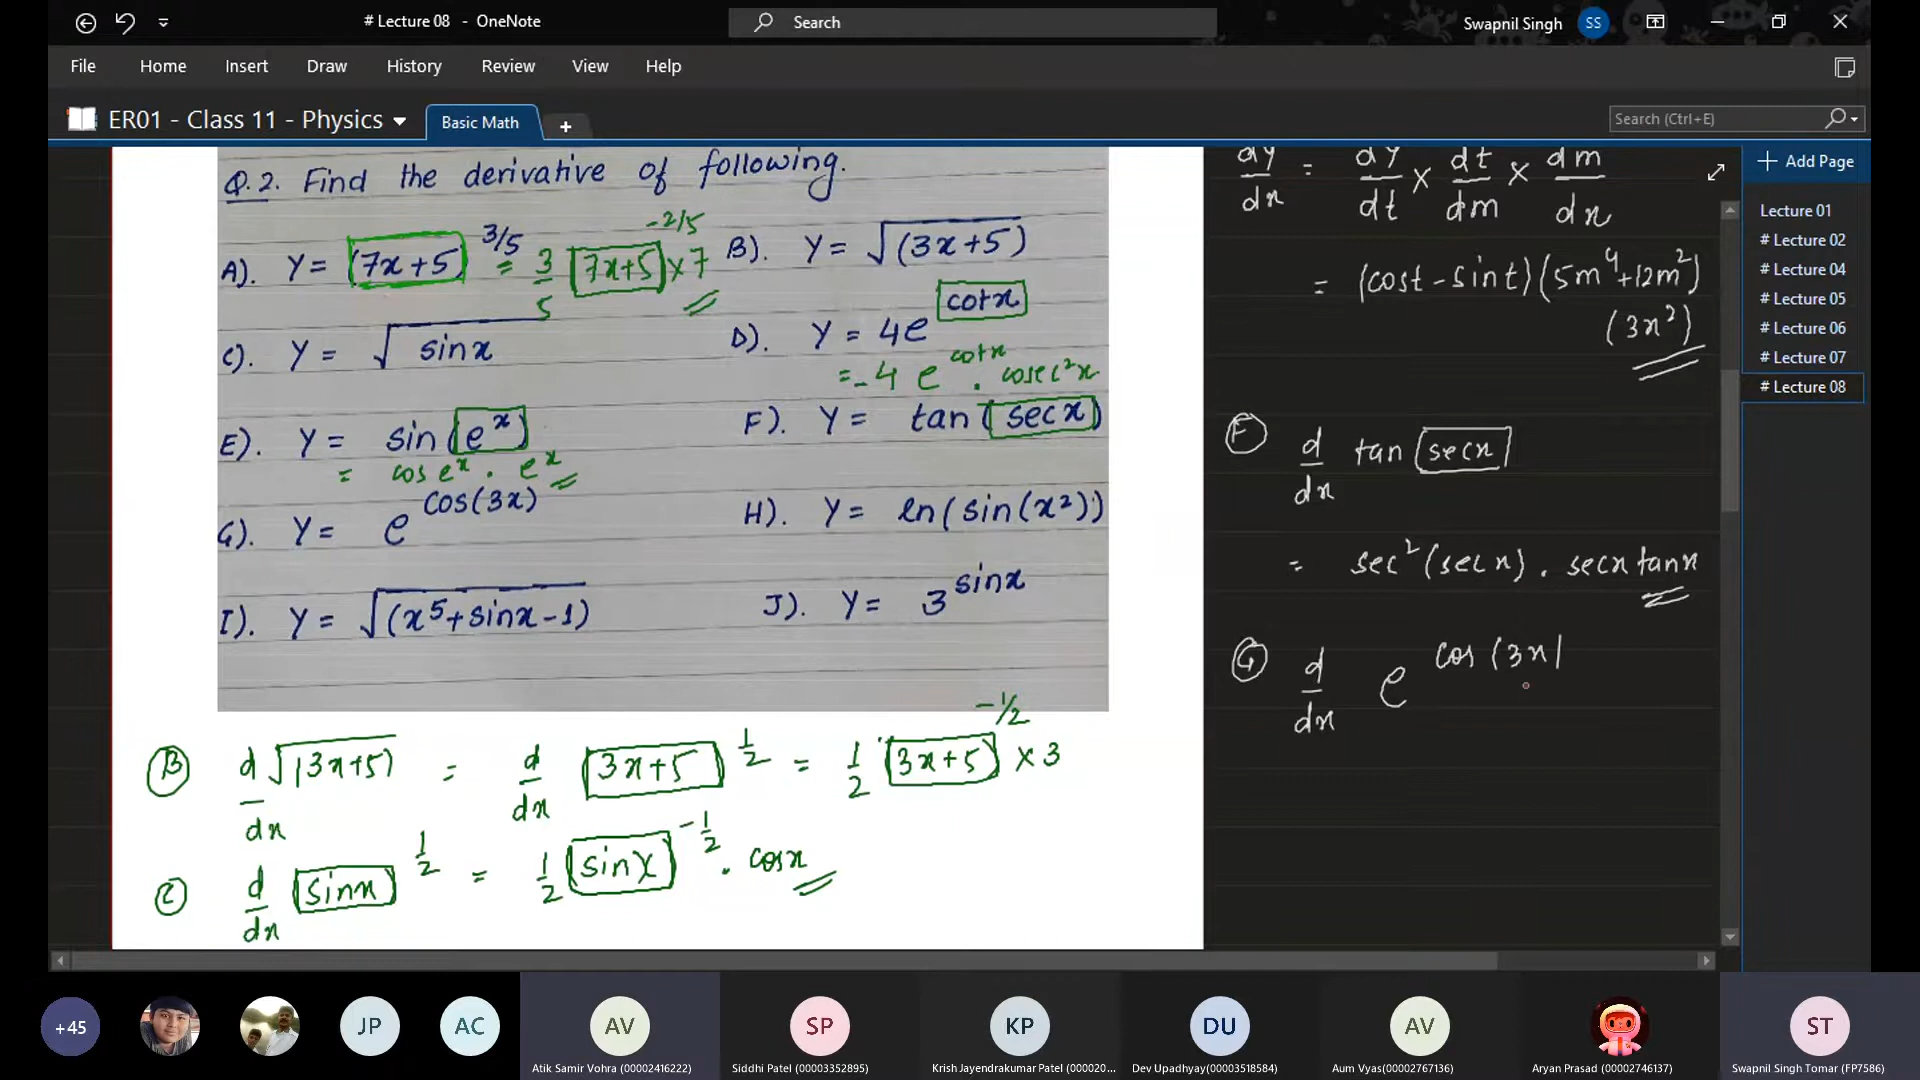 # Lecture 08 - OneNote
Search
Swapnil Singh
SS
File Home Insert Draw History Review View Help
ER01 - Class 11 - Physics
Basic Math
+
Search (Ctrl+E)
Add Page
Lecture 01
# Lecture 02
# Lecture 04
# Lecture 05
# Lecture 06
# Lecture 07
# Lecture 08
Q.2. Find the derivative of following.
A). Y = (7x+5)^3/5 = 3/5 (7x+5)^-2/5 × 7
B). Y = √(3x+5)
C). Y = √sinx
D). Y = 4e^cotx
= -4 e^cotx . cosec²x
E). Y = sin(e^x)
= cos e^x . e^x
F). Y = tan(secx)
G). Y = e^cos(3x)
H). Y = ln(sin(x²))
I). Y = √(x⁵+sinx-1)
J). Y = 3^sinx
B d/dx √(3x+5) = d/dx (3x+5)^1/2 = 1/2 (3x+5)^-1/2 × 3
C d/dx sinx^1/2 = 1/2 (sinx)^-1/2 . cosx
dy/dx = dy/dt × dt/dm × dm/dx
= (cost - sint)(5m⁴+12m²)
(3x²)
F d/dx tan secx
= sec²(secx) . secx tanx
G d/dx e^cos(3x)
+45
JP
AC
AV
Atik Samir Vohra (00002416222)
SP
Siddhi Patel (00003352895)
KP
Krish Jayendrakumar Patel (000020...
DU
Dev Upadhyay(00003518584)
AV
Aum Vyas(00002767136)
Aryan Prasad (00002746137)
ST
Swapnil Singh Tomar (FP7586)